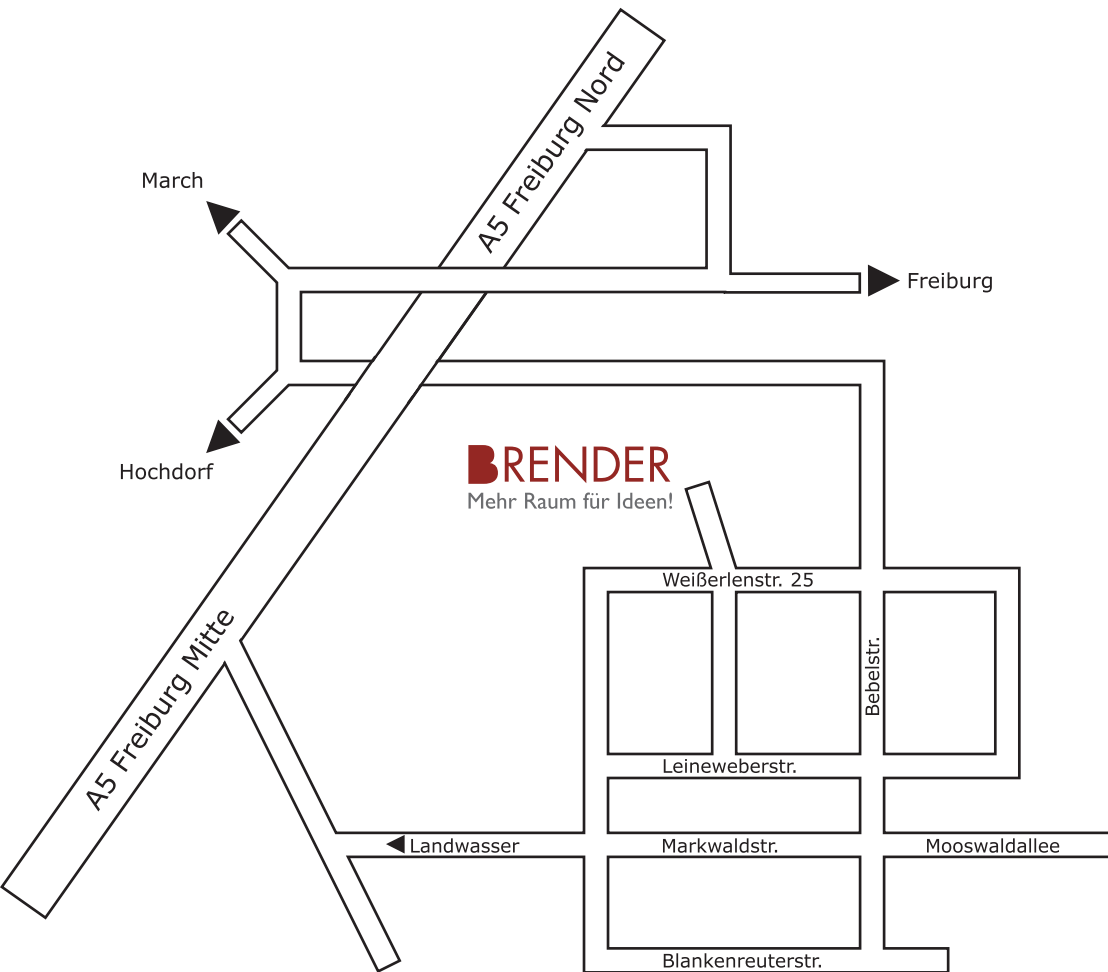 A5 Freiburg Nord
March
Freiburg
Hochdorf
BRENDER
Mehr Raum für Ideen!
Weißerlenstr. 25
A5 Freiburg Mitte
Bebelstr.
Leineweberstr.
Landwasser
Markwaldstr.
Mooswaldallee
Blankenreuterstr.